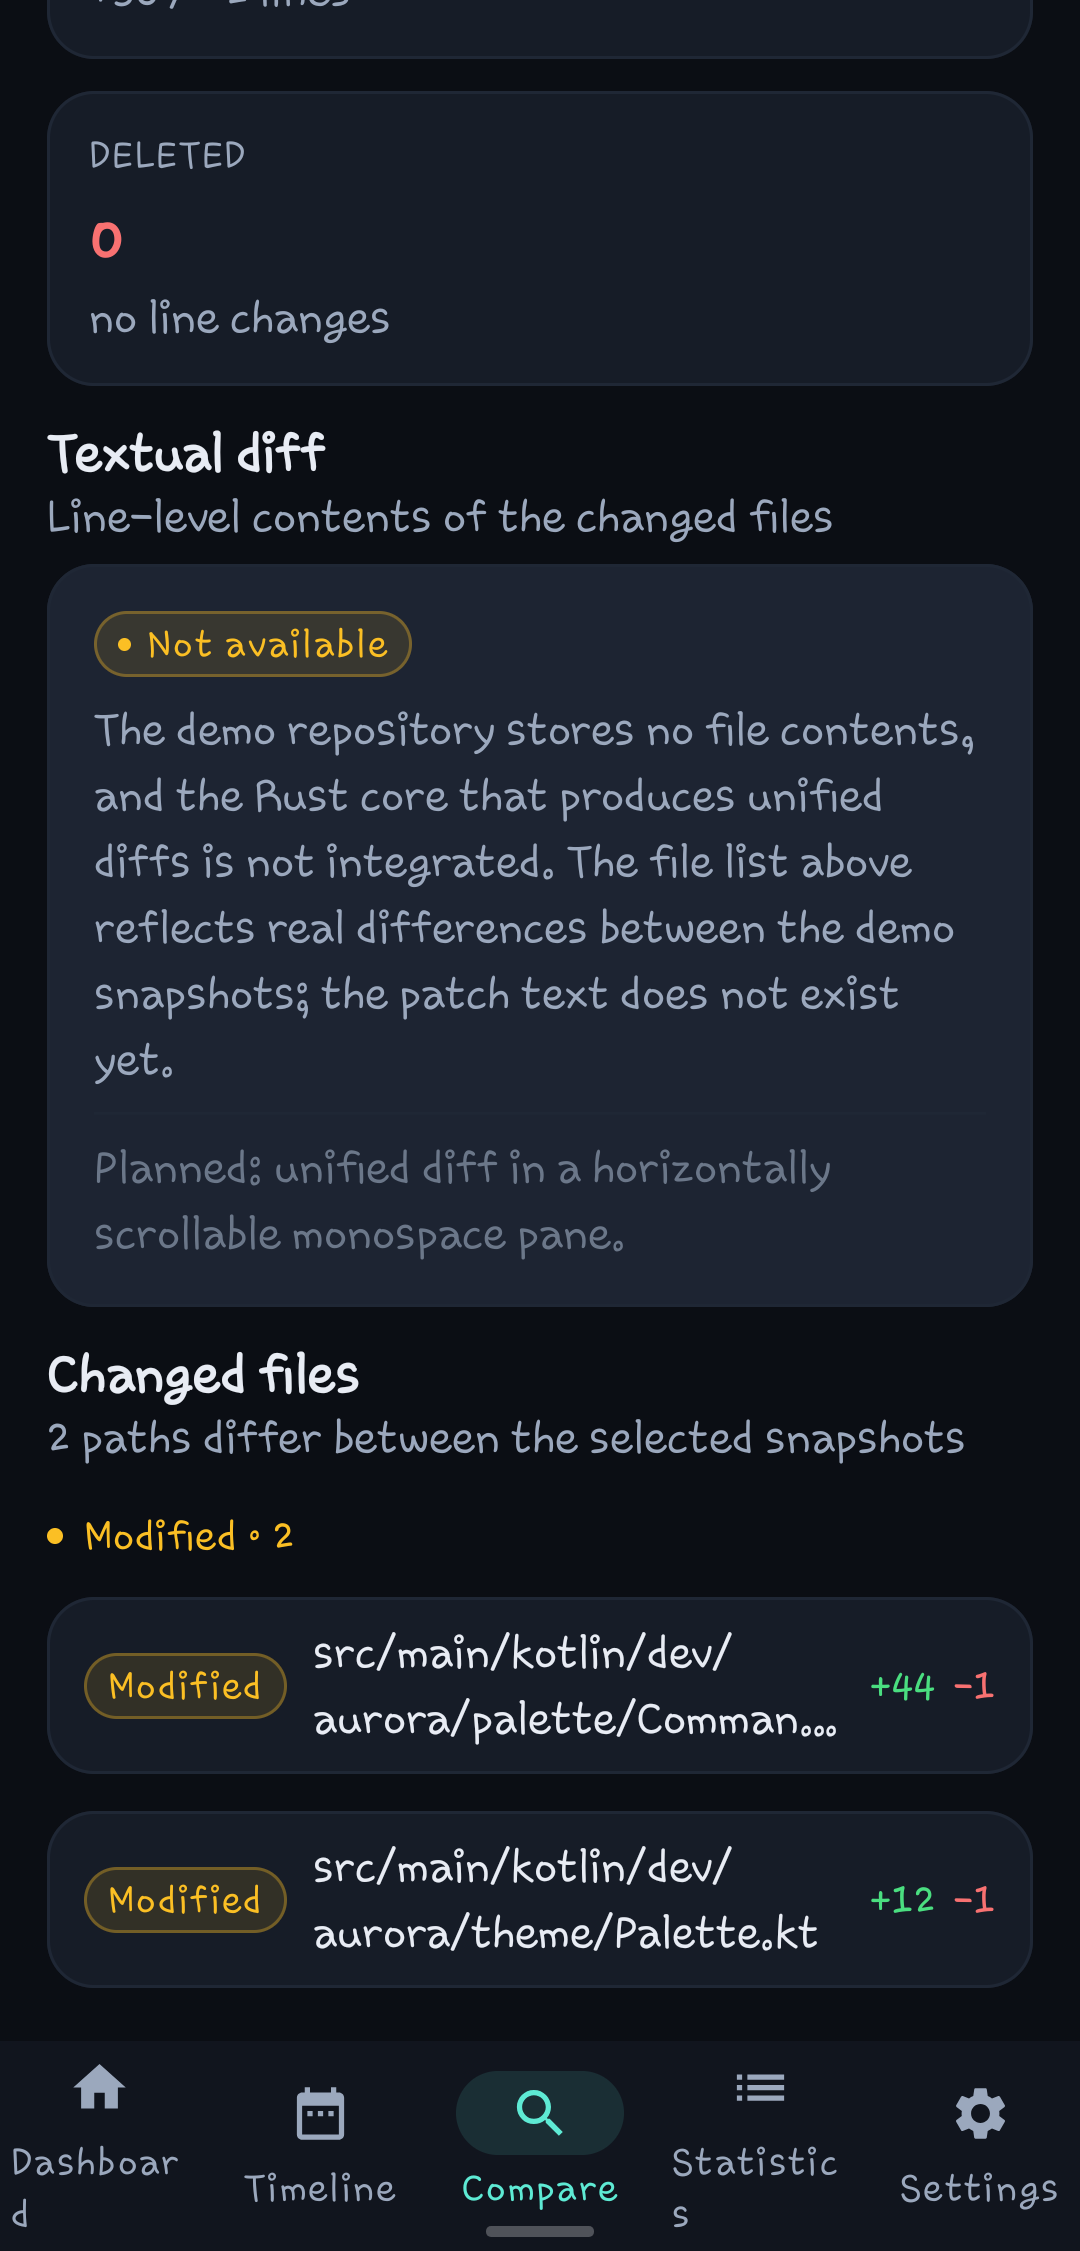 DELETED
0
no line changes
Textual diff
Line-level contents of the changed files
• Not available
The demo repository stores no file contents,
and the Rust core that produces unified
diffs is not integrated. The file list above
reflects real differences between the demo
snapshots; the patch text does not exist
yet.
Planned: unified diff in a horizontally
scrollable monospace pane.
Changed files
2 paths differ between the selected snapshots
• Modified • 2
Modified
src/main/kotlin/dev/
aurora/palette/Comman...
+44 -1
Modified
src/main/kotlin/dev/
aurora/theme/Palette.kt
+12 -1
Dashboar
d
Timeline
Compare
Statistic
s
Settings